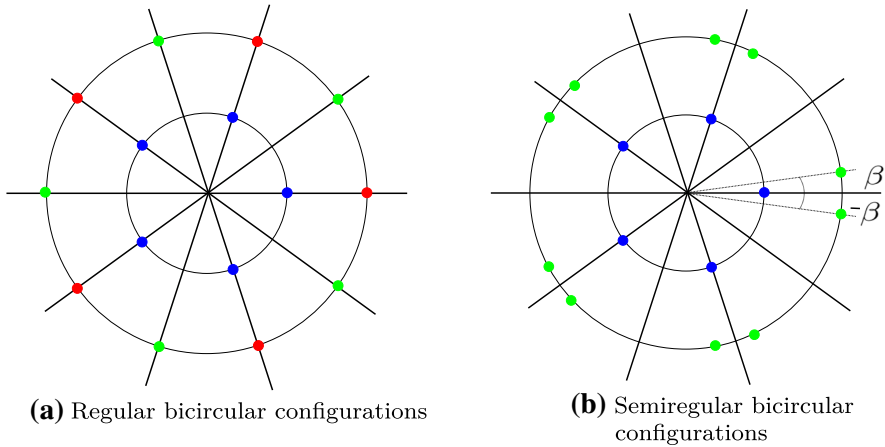 β
-β
(a) Regular bicircular configurations
(b) Semiregular bicircular
configurations